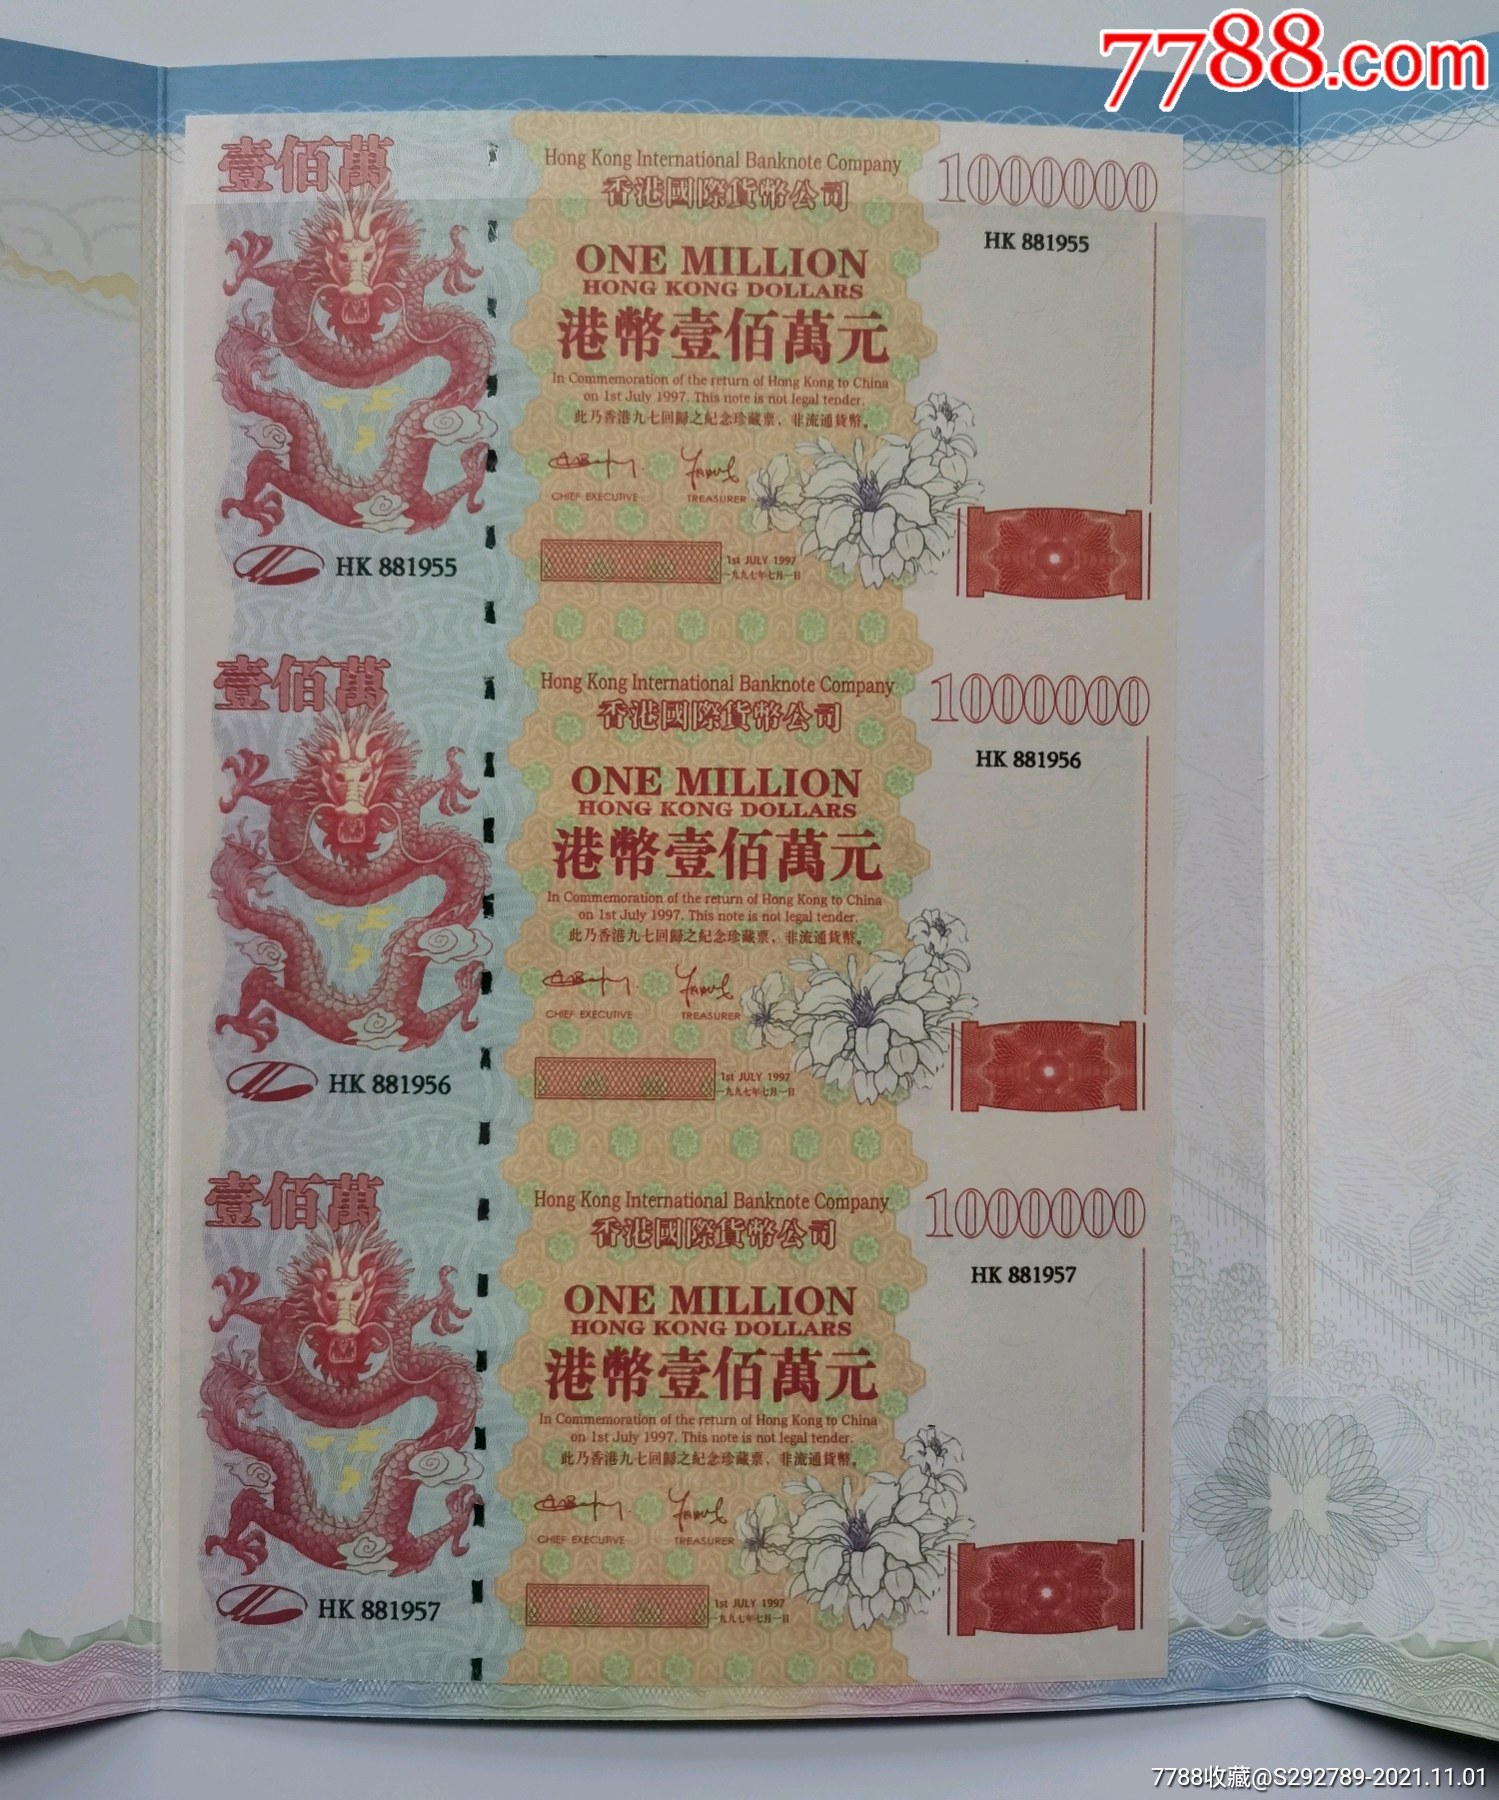 7788.com
壹佰萬
Hong Kong International Banknote Company
香港國際貨幣公司
1000000
HK 881955
ONE MILLION
HONG KONG DOLLARS
港幣壹佰萬元
In Commemoration of the return of Hong Kong to China
on 1st July 1997. This note is not legal tender.
此乃香港九七回歸之紀念珍藏票，非流通貨幣。
CHIEF EXECUTIVE
TREASURER
HK 881955
1st JULY 1997
一九九七年七月一日
壹佰萬
Hong Kong International Banknote Company
香港國際貨幣公司
1000000
HK 881956
ONE MILLION
HONG KONG DOLLARS
港幣壹佰萬元
In Commemoration of the return of Hong Kong to China
on 1st July 1997. This note is not legal tender.
此乃香港九七回歸之紀念珍藏票，非流通貨幣。
CHIEF EXECUTIVE
TREASURER
HK 881956
1st JULY 1997
一九九七年七月一日
壹佰萬
Hong Kong International Banknote Company
香港國際貨幣公司
1000000
HK 881957
ONE MILLION
HONG KONG DOLLARS
港幣壹佰萬元
In Commemoration of the return of Hong Kong to China
on 1st July 1997. This note is not legal tender.
此乃香港九七回歸之紀念珍藏票，非流通貨幣。
CHIEF EXECUTIVE
TREASURER
HK 881957
1st JULY 1997
一九九七年七月一日
7788收藏@S292789-2021.11.01